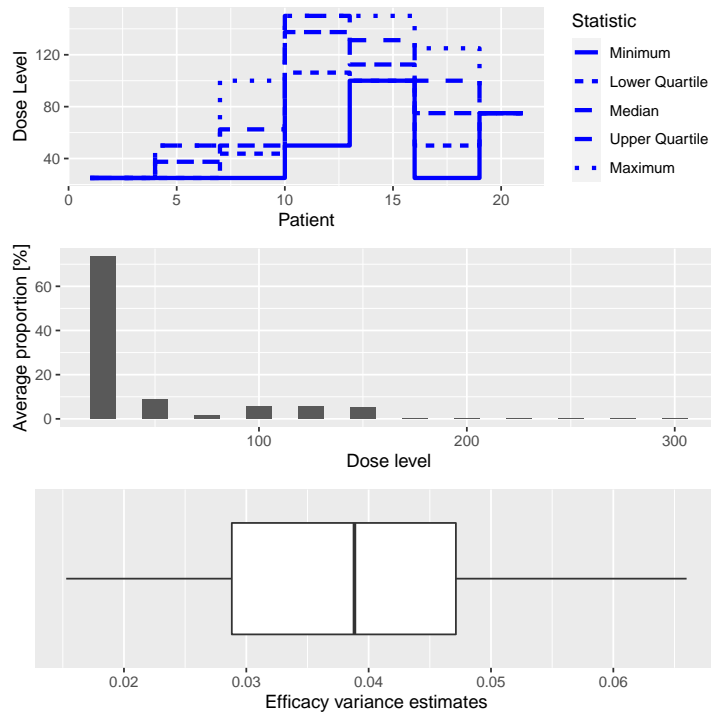 Dose Level
120
80
40
0
5
10
15
20
Patient
Statistic
Minimum
Lower Quartile
Median
Upper Quartile
Maximum
Average proportion [%]
60
40
20
0
100
200
300
Dose level
0.02
0.03
0.04
0.05
0.06
Efficacy variance estimates